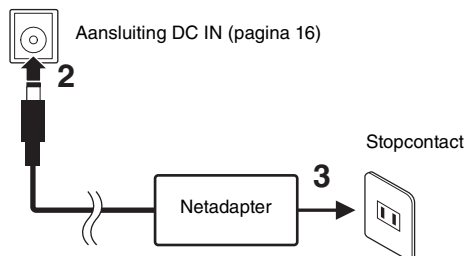 Aansluiting DC IN (pagina 16)
2
Stopcontact
3
Netadapter